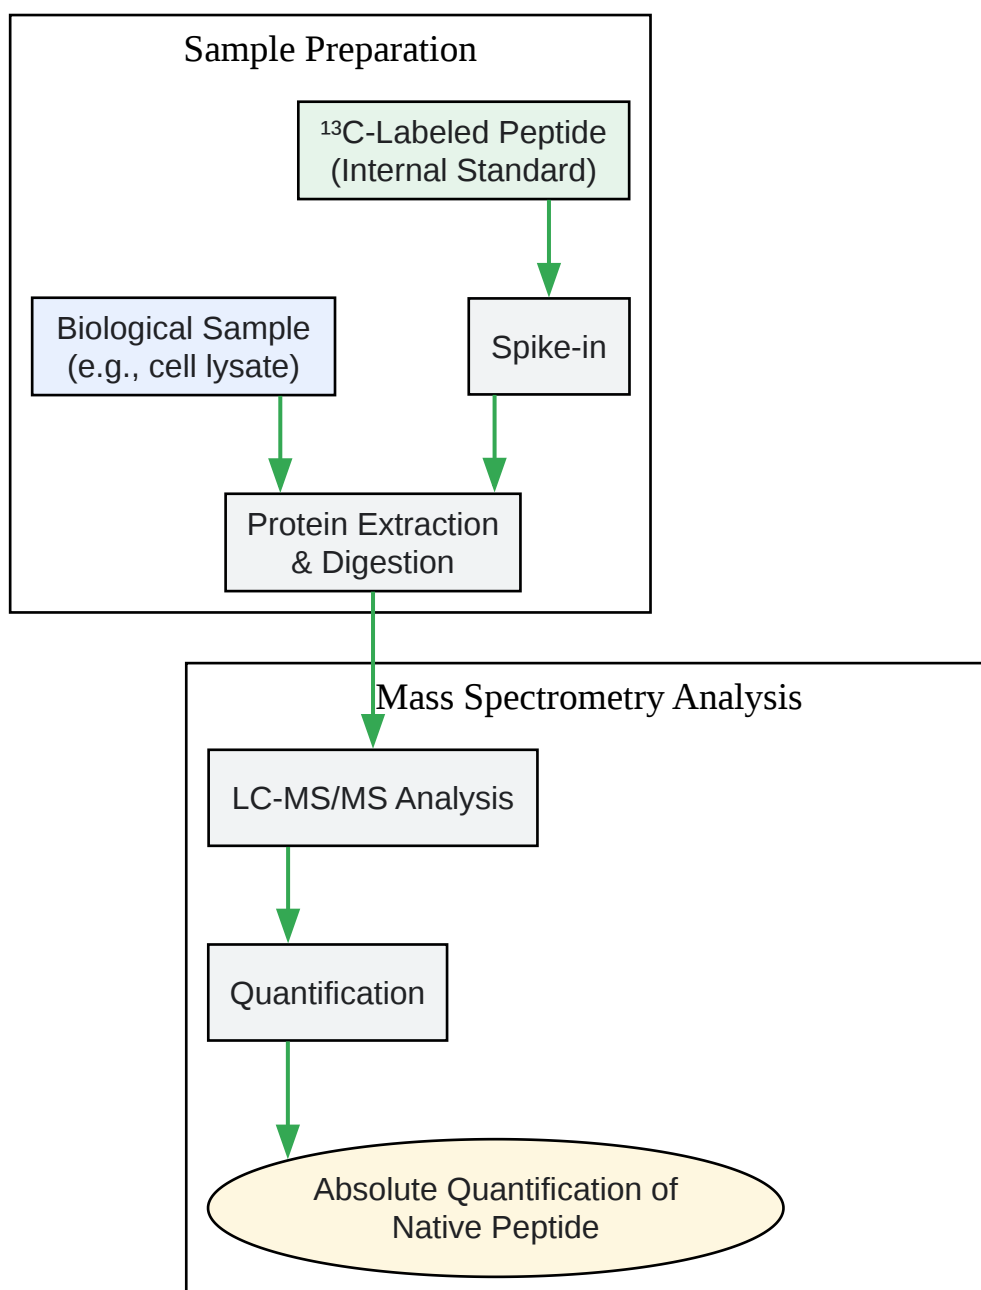 Sample Preparation
¹³C-Labeled Peptide
(Internal Standard)
Biological Sample
(e.g., cell lysate)
Spike-in
Protein Extraction
& Digestion
Mass Spectrometry Analysis
LC-MS/MS Analysis
Quantification
Absolute Quantification of
Native Peptide